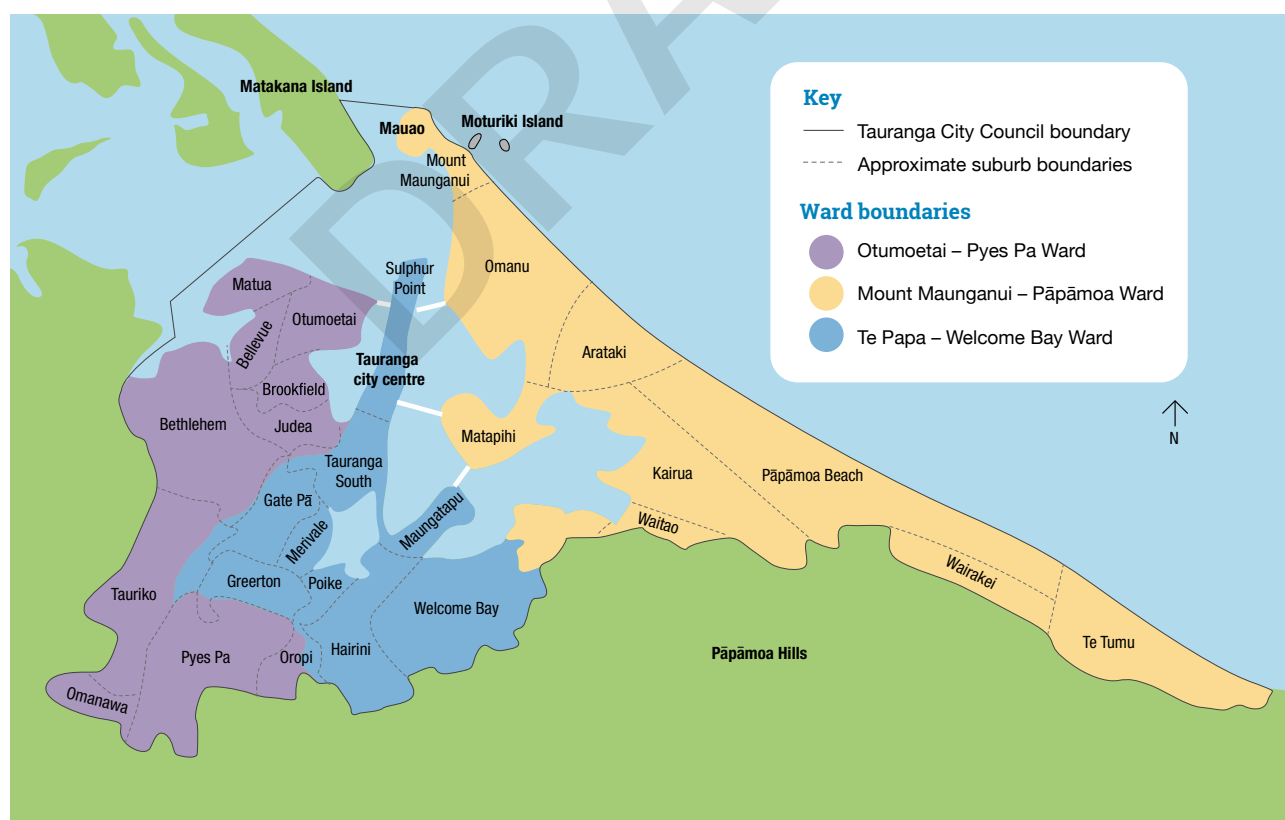 DRA
Matakana Island
Mauao
Moturiki Island
Mount
Maunganui
Key
Tauranga City Council boundary
Approximate suburb boundaries
Ward boundaries
Otumoetai – Pyes Pa Ward
Mount Maunganui – Pāpāmoa Ward
Te Papa – Welcome Bay Ward
N
Sulphur
Point
Omanu
Matua
Otumoetai
Bellevue
Arataki
Tauranga
city centre
Brookfield
Bethlehem
Judea
Matapihi
Tauranga
South
Kairua
Pāpāmoa Beach
Gate Pā
Merivale
Maungatapu
Waitao
Greerton
Poike
Wairakei
Tauriko
Welcome Bay
Te Tumu
Pyes Pa
Oropi
Hairini
Pāpāmoa Hills
Omanawa